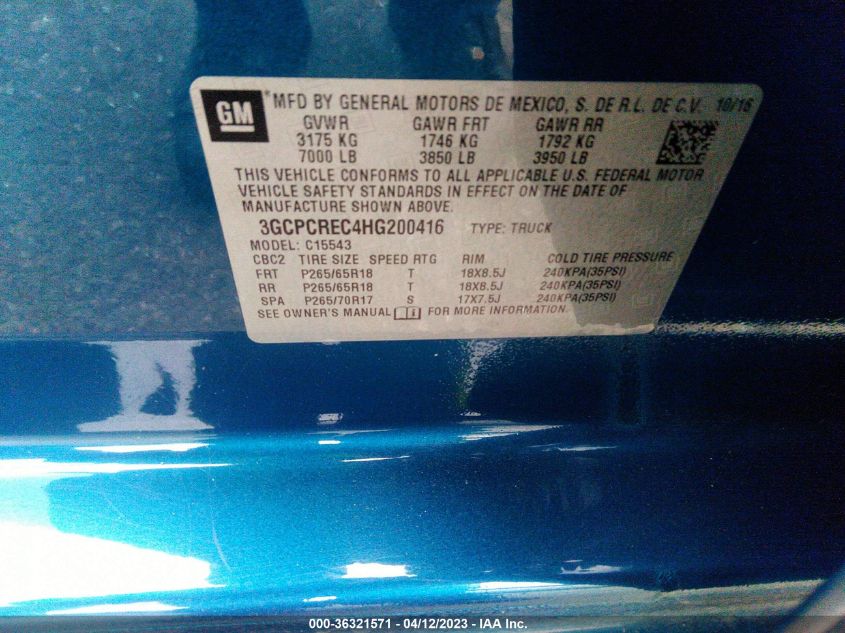 GM
*MFD BY GENERAL MOTORS DE MEXICO, S. DE R.L. DE C.V. 10/16
GVWR GAWR FRT GAWR RR
3175 KG 1746 KG 1792 KG
7000 LB 3850 LB 3950 LB
THIS VEHICLE CONFORMS TO ALL APPLICABLE U.S. FEDERAL MOTOR
VEHICLE SAFETY STANDARDS IN EFFECT ON THE DATE OF
MANUFACTURE SHOWN ABOVE.
3GCPCREC4HG200416 TYPE: TRUCK
MODEL: C15543
CBC2 TIRE SIZE SPEED RTG RIM COLD TIRE PRESSURE
FRT P265/65R18 T 18X8.5J 240KPA(35PSI)
RR P265/65R18 T 18X8.5J 240KPA(35PSI)
SPA P265/70R17 S 17X7.5J 240KPA(35PSI)
SEE OWNER'S MANUAL FOR MORE INFORMATION.
000-36321571 - 04/12/2023 - IAA Inc.